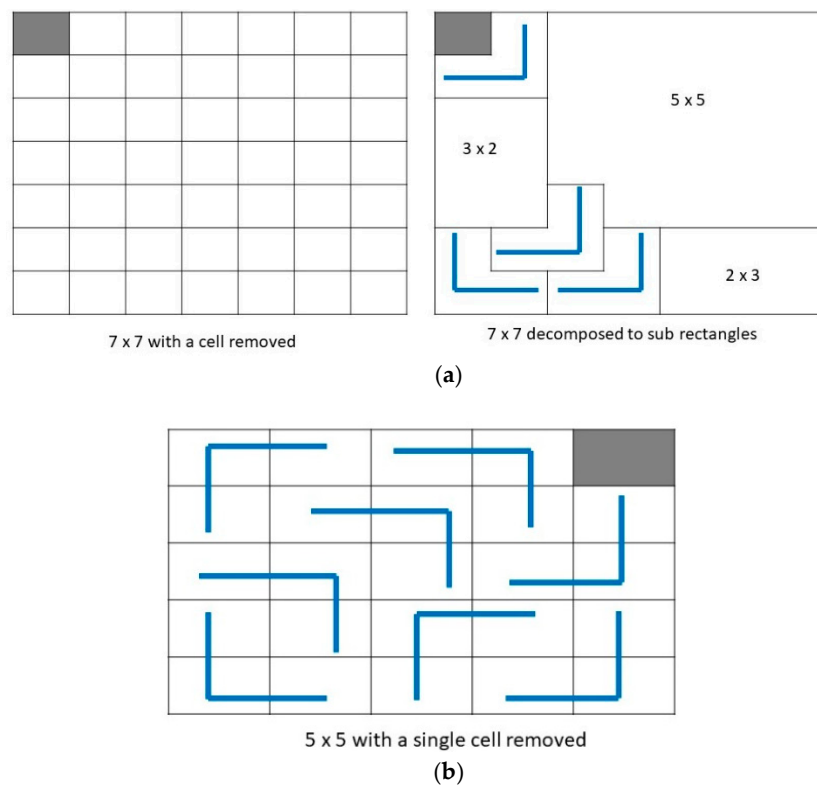 5 x 5
3 x 2
2 x 3
7 x 7 with a cell removed
7 x 7 decomposed to sub rectangles
(a)
5 x 5 with a single cell removed
(b)